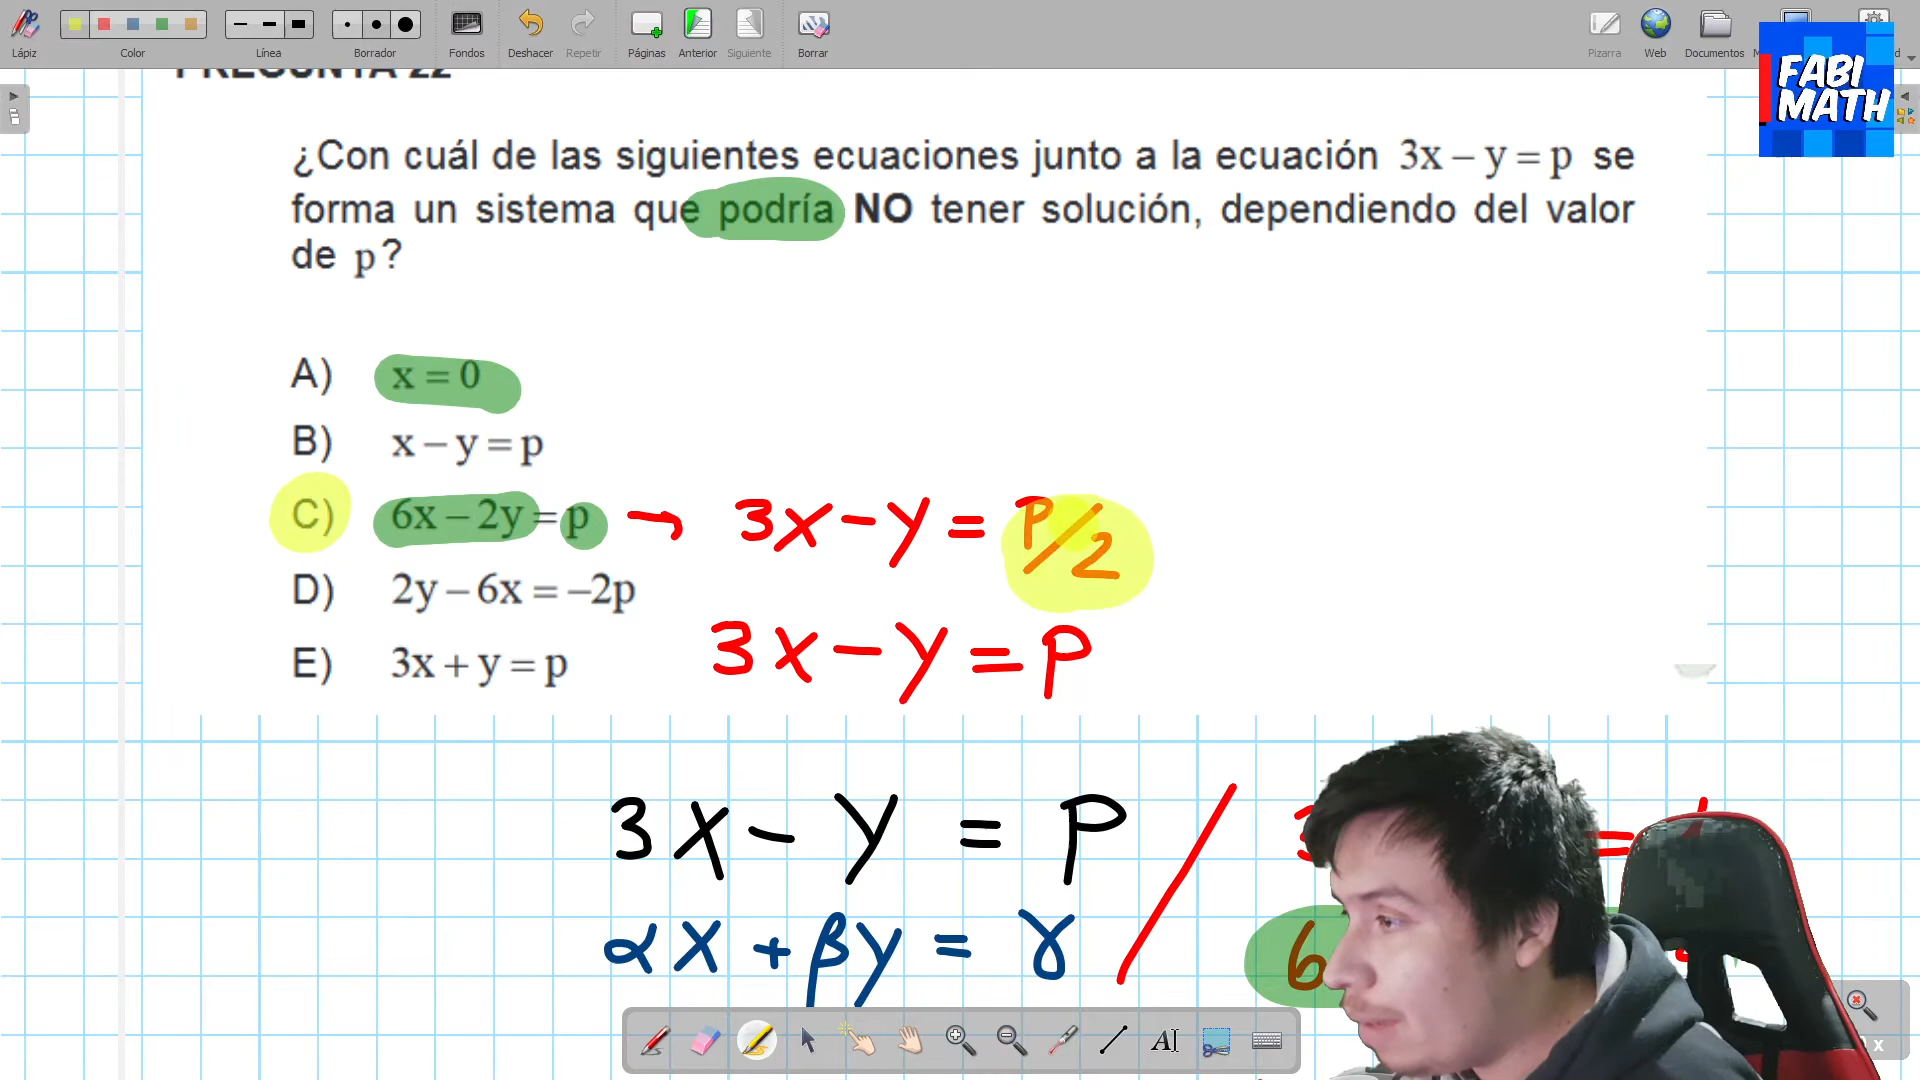 Lápiz
Color
Línea
Borrador
Fondos
Deshacer
Repetir
Páginas
Anterior
Siguiente
Borrar
Pizarra
Web
Documentos
FABI
MATH
PREGUNTA 22
¿Con cuál de las siguientes ecuaciones junto a la ecuación 3x – y = p se
forma un sistema que podría NO tener solución, dependiendo del valor
de p?
A) x = 0
B) x – y = p
C) 6x – 2y = p → 3x – y = P/2
D) 2y – 6x = –2p
3x – y = P
E) 3x + y = p
3x – y = P
αx + βy = γ
6